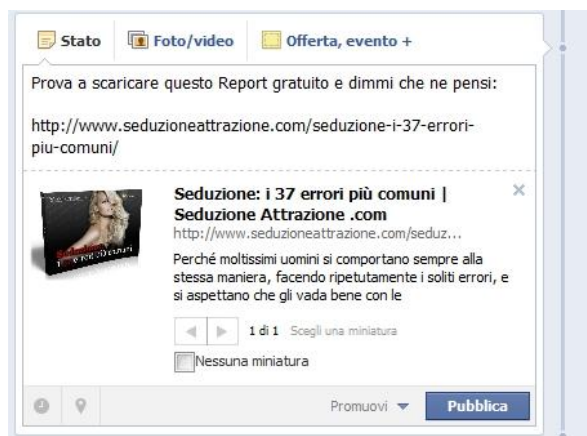 Stato Foto/video Offerta, evento +
Prova a scaricare questo Report gratuito e dimmi che ne pensi:
http://www.seduzioneattrazione.com/seduzione-i-37-errori-
piu-comuni/
Seduzione: i 37 errori più comuni |
Seduzione Attrazione .com
http://www.seduzioneattrazione.com/seduz...
Perché moltissimi uomini si comportano sempre alla
stessa maniera, facendo ripetutamente i soliti errori, e
si aspettano che gli vada bene con le
1 di 1 Scegli una miniatura
Nessuna miniatura
Promuovi Pubblica